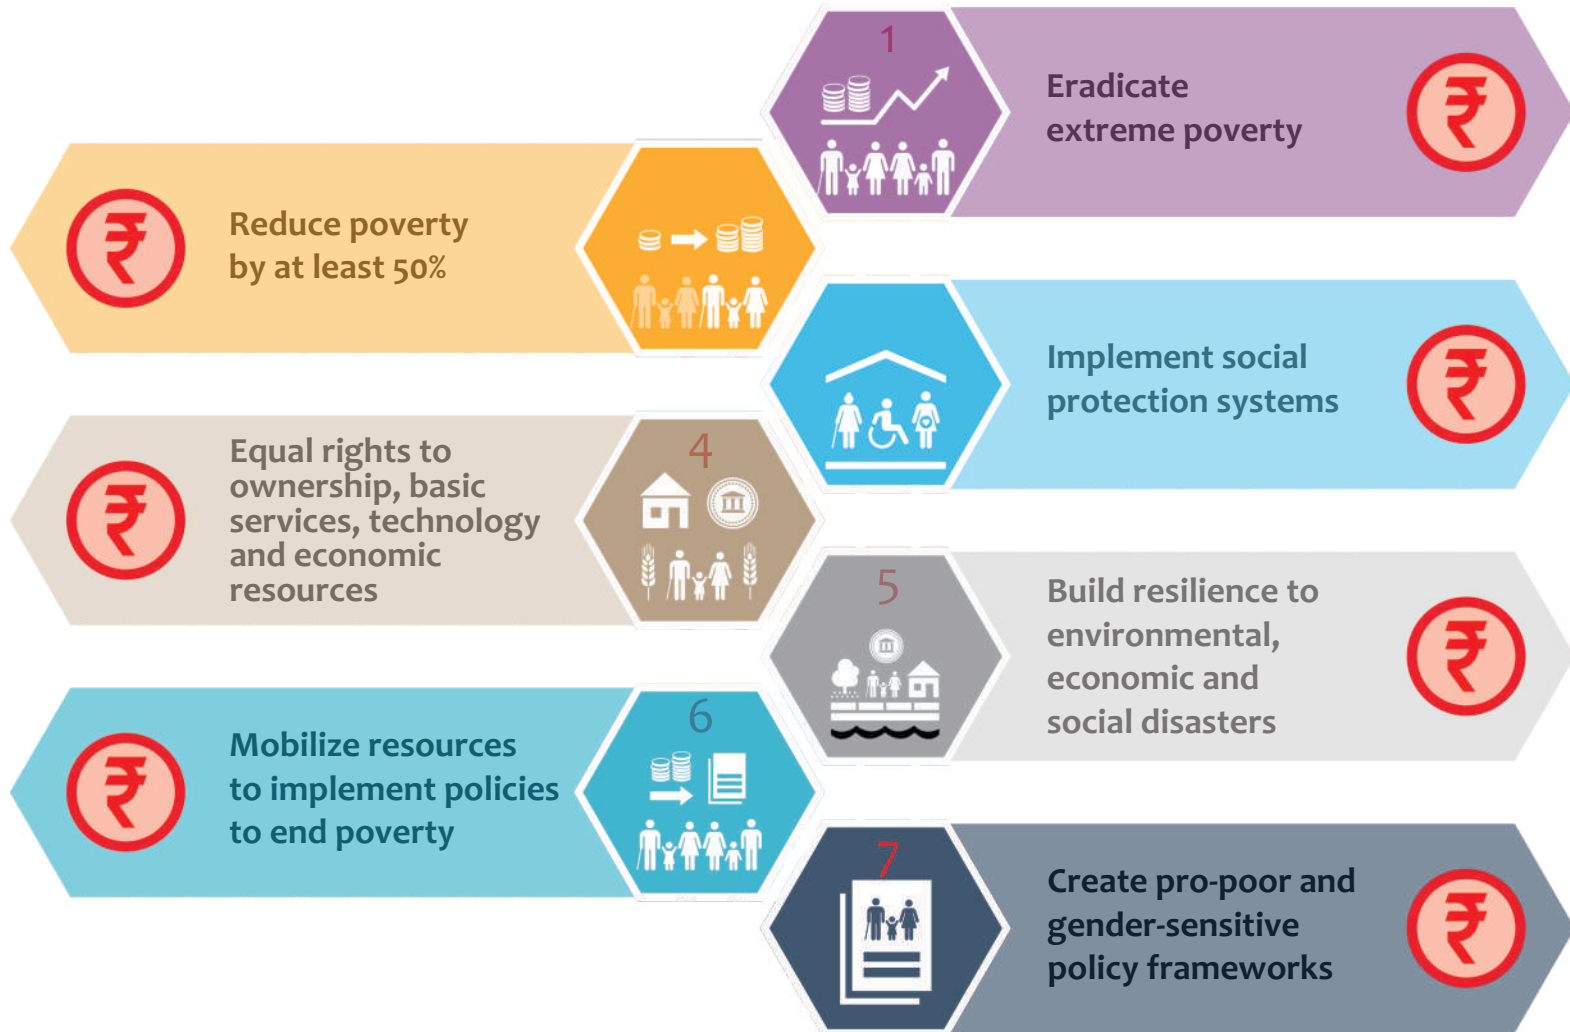 1
Eradicate
extreme poverty
₹
₹
Reduce poverty
by at least 50%
Implement social
protection systems
₹
₹
Equal rights to
ownership, basic
services, technology
and economic
resources
4
5
Build resilience to
environmental,
economic and
social disasters
₹
₹
Mobilize resources
to implement policies
to end poverty
6
7
Create pro-poor and
gender-sensitive
policy frameworks
₹